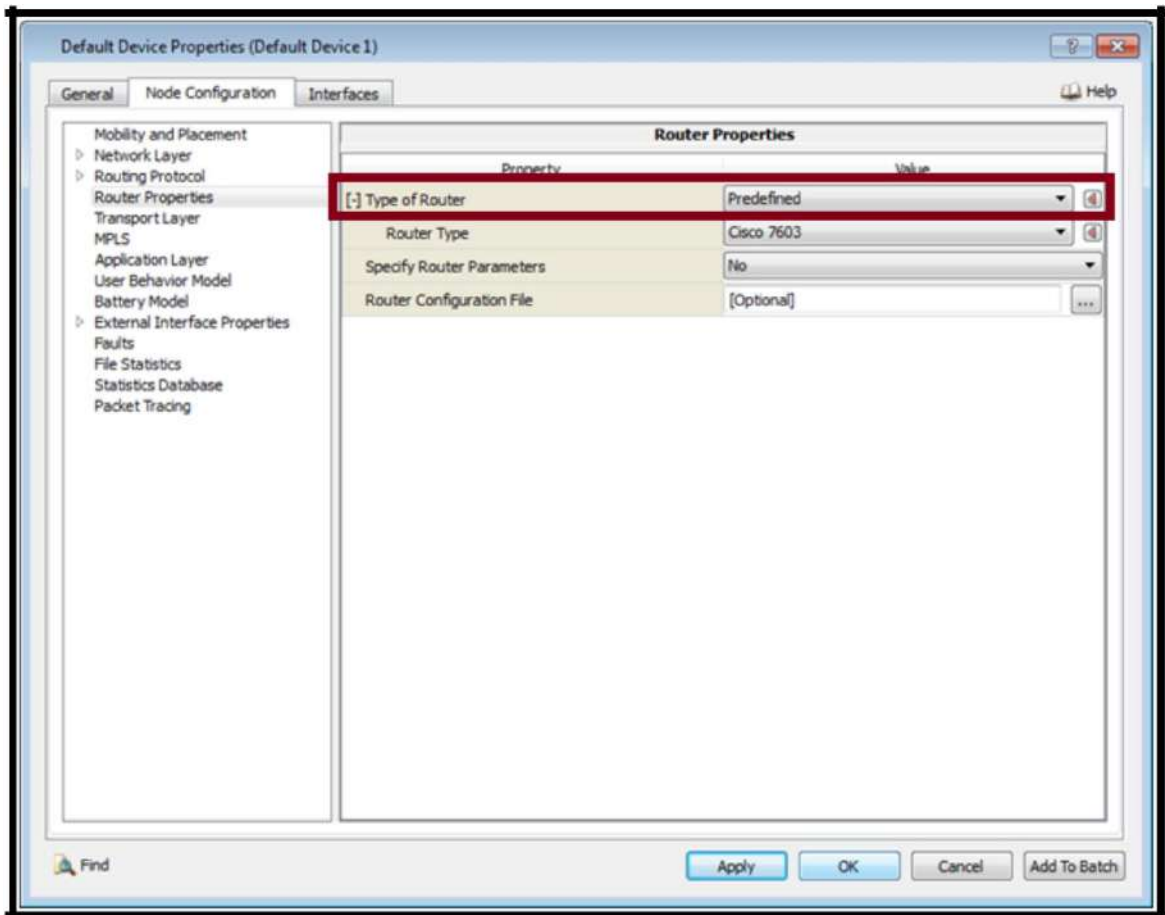 Default Device Properties (Default Device 1)
General Node Configuration Interfaces Help
Mobility and Placement
Network Layer
Routing Protocol
Router Properties
Transport Layer
MPLS
Application Layer
User Behavior Model
Battery Model
External Interface Properties
Faults
File Statistics
Statistics Database
Packet Tracing
Router Properties
Property Value
[-] Type of Router Predefined
Router Type Cisco 7603
Specify Router Parameters No
Router Configuration File [Optional] ...
Find Apply OK Cancel Add To Batch